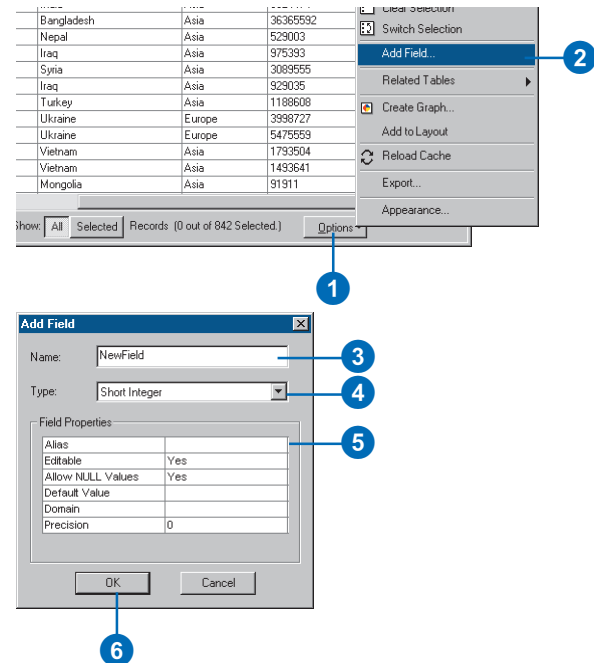 Clear Selection
Bangladesh Asia 36365592
Switch Selection
Nepal Asia 529003
Iraq Asia 975393
Add Field...
2
Syria Asia 3089555
Iraq Asia 929035
Related Tables
Turkey Asia 1188608
Ukraine Europe 3998727
Create Graph...
Ukraine Europe 5475559
Add to Layout
Vietnam Asia 1793504
Vietnam Asia 1493641
Reload Cache
Mongolia Asia 91911
Export...
Appearance...
Show: All Selected Records (0 out of 842 Selected.) Options
1
Add Field
Name: NewField
3
Type: Short Integer
4
Field Properties
Alias
5
Editable Yes
Allow NULL Values Yes
Default Value
Domain
Precision 0
OK Cancel
6